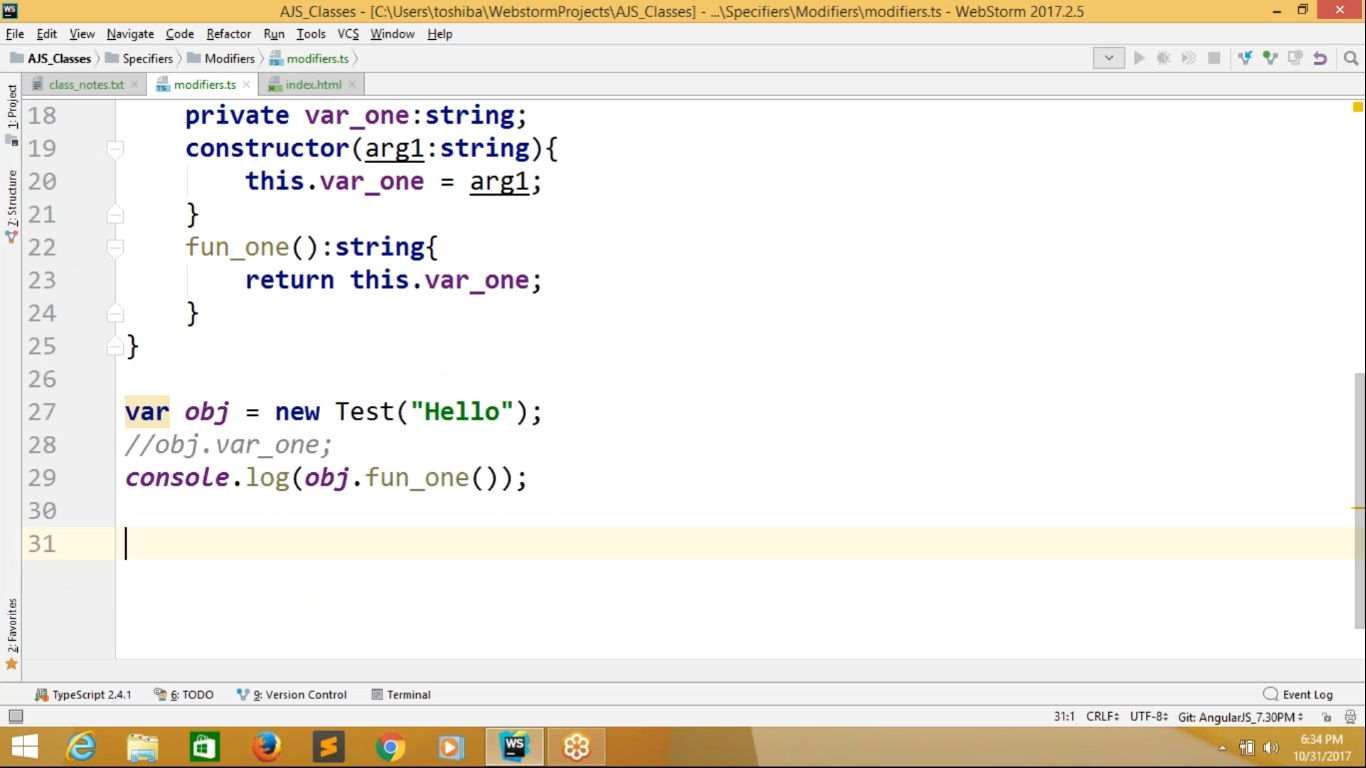 AJS_Classes - [C:\Users\toshiba\WebstormProjects\AJS_Classes] - ...\Specifiers\Modifiers\modifiers.ts - WebStorm 2017.2.5
File Edit View Navigate Code Refactor Run Tools VCS Window Help
AJS_Classes Specifiers Modifiers modifiers.ts
class_notes.txt modifiers.ts index.html
1: Project
7: Structure
2: Favorites
18 private var_one:string;
19 constructor(arg1:string){
20 this.var_one = arg1;
21 }
22 fun_one():string{
23 return this.var_one;
24 }
25 }
26
27 var obj = new Test("Hello");
28 //obj.var_one;
29 console.log(obj.fun_one());
30
31
TypeScript 2.4.1 6: TODO 9: Version Control Terminal Event Log
31:1 CRLF UTF-8 Git: AngularJS_7.30PM
WS
6:34 PM
10/31/2017